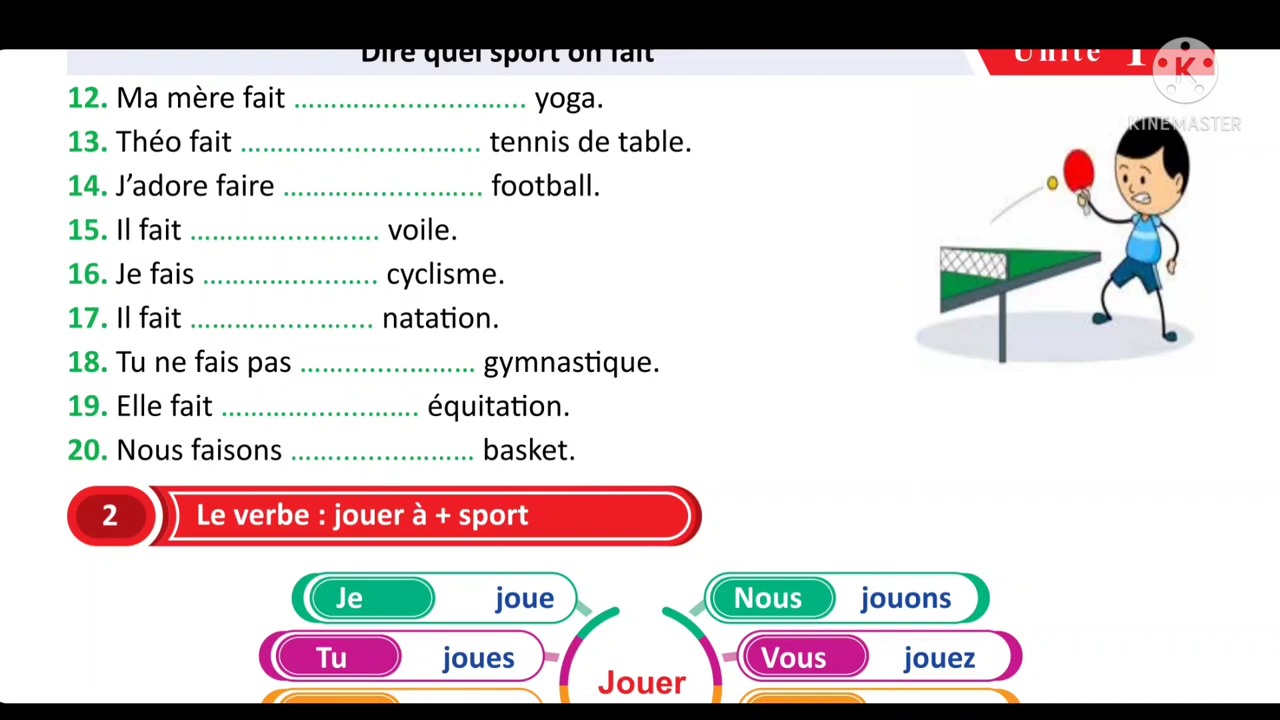 Dire quel sport on fait
Unité 1
K
KINEMASTER
12. Ma mère fait ................................ yoga.
13. Théo fait ................................ tennis de table.
14. J’adore faire ............................ football.
15. Il fait ............................ voile.
16. Je fais .......................... cyclisme.
17. Il fait .......................... natation.
18. Tu ne fais pas .......................... gymnastique.
19. Elle fait ............................ équitation.
20. Nous faisons .......................... basket.
2 Le verbe : jouer à + sport
Je joue
Nous jouons
Tu joues
Vous jouez
Jouer